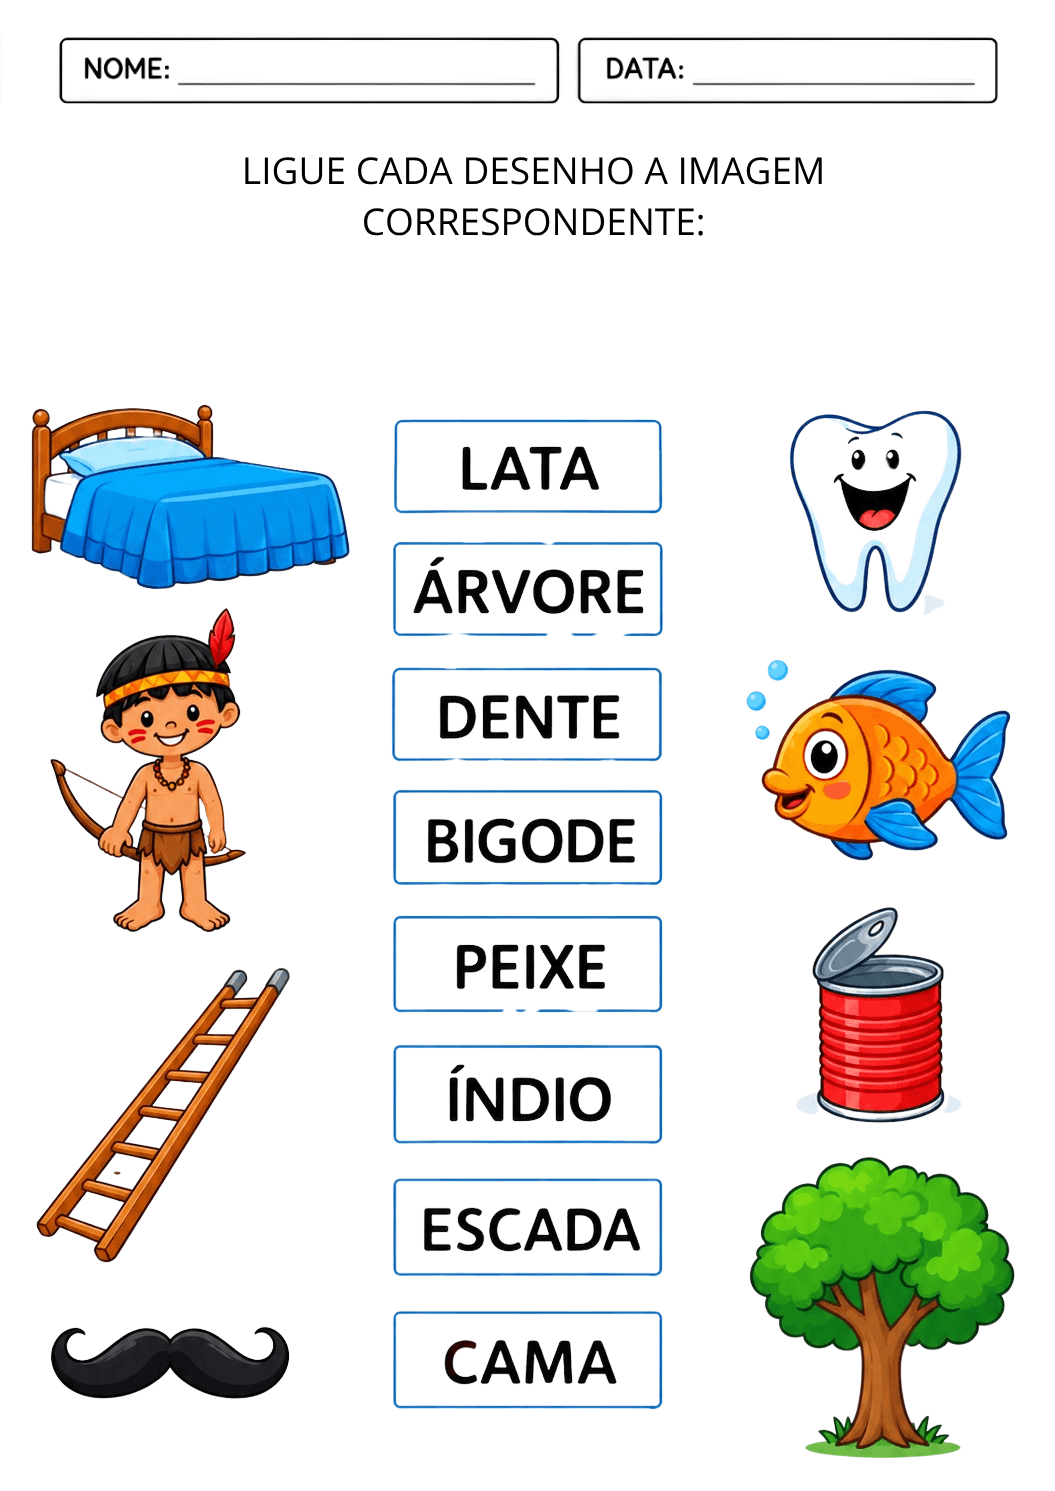 NOME: DATA:
LIGUE CADA DESENHO A IMAGEM
CORRESPONDENTE:
LATA
ÁRVORE
DENTE
BIGODE
PEIXE
ÍNDIO
ESCADA
CAMA